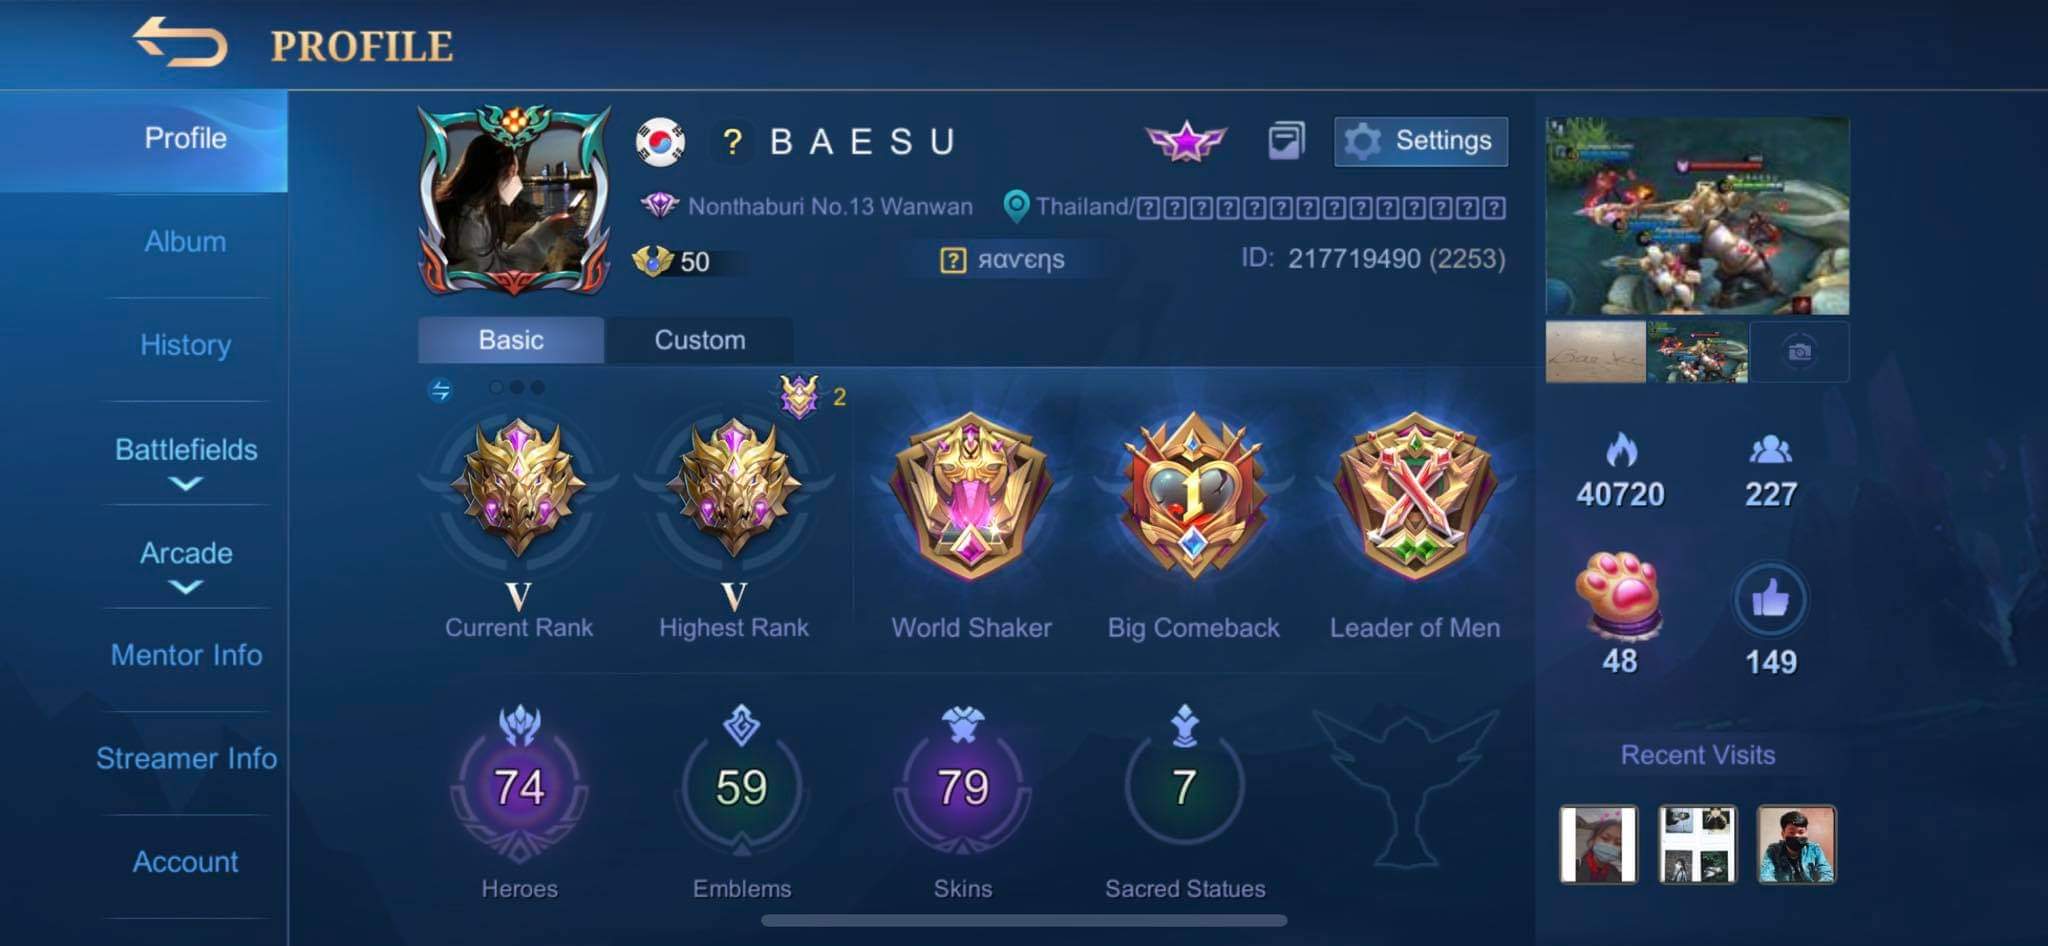 PROFILE
Profile
Album
History
Battlefields
Arcade
Mentor Info
Streamer Info
Account
? B A E S U
Settings
Nonthaburi No.13 Wanwan
Thailand/
50
яαvєηs
ID: 217719490 (2253)
Basic
Custom
2
V
Current Rank
V
Highest Rank
World Shaker
1
Big Comeback
Leader of Men
74
Heroes
59
Emblems
79
Skins
7
Sacred Statues
40720
227
48
149
Recent Visits